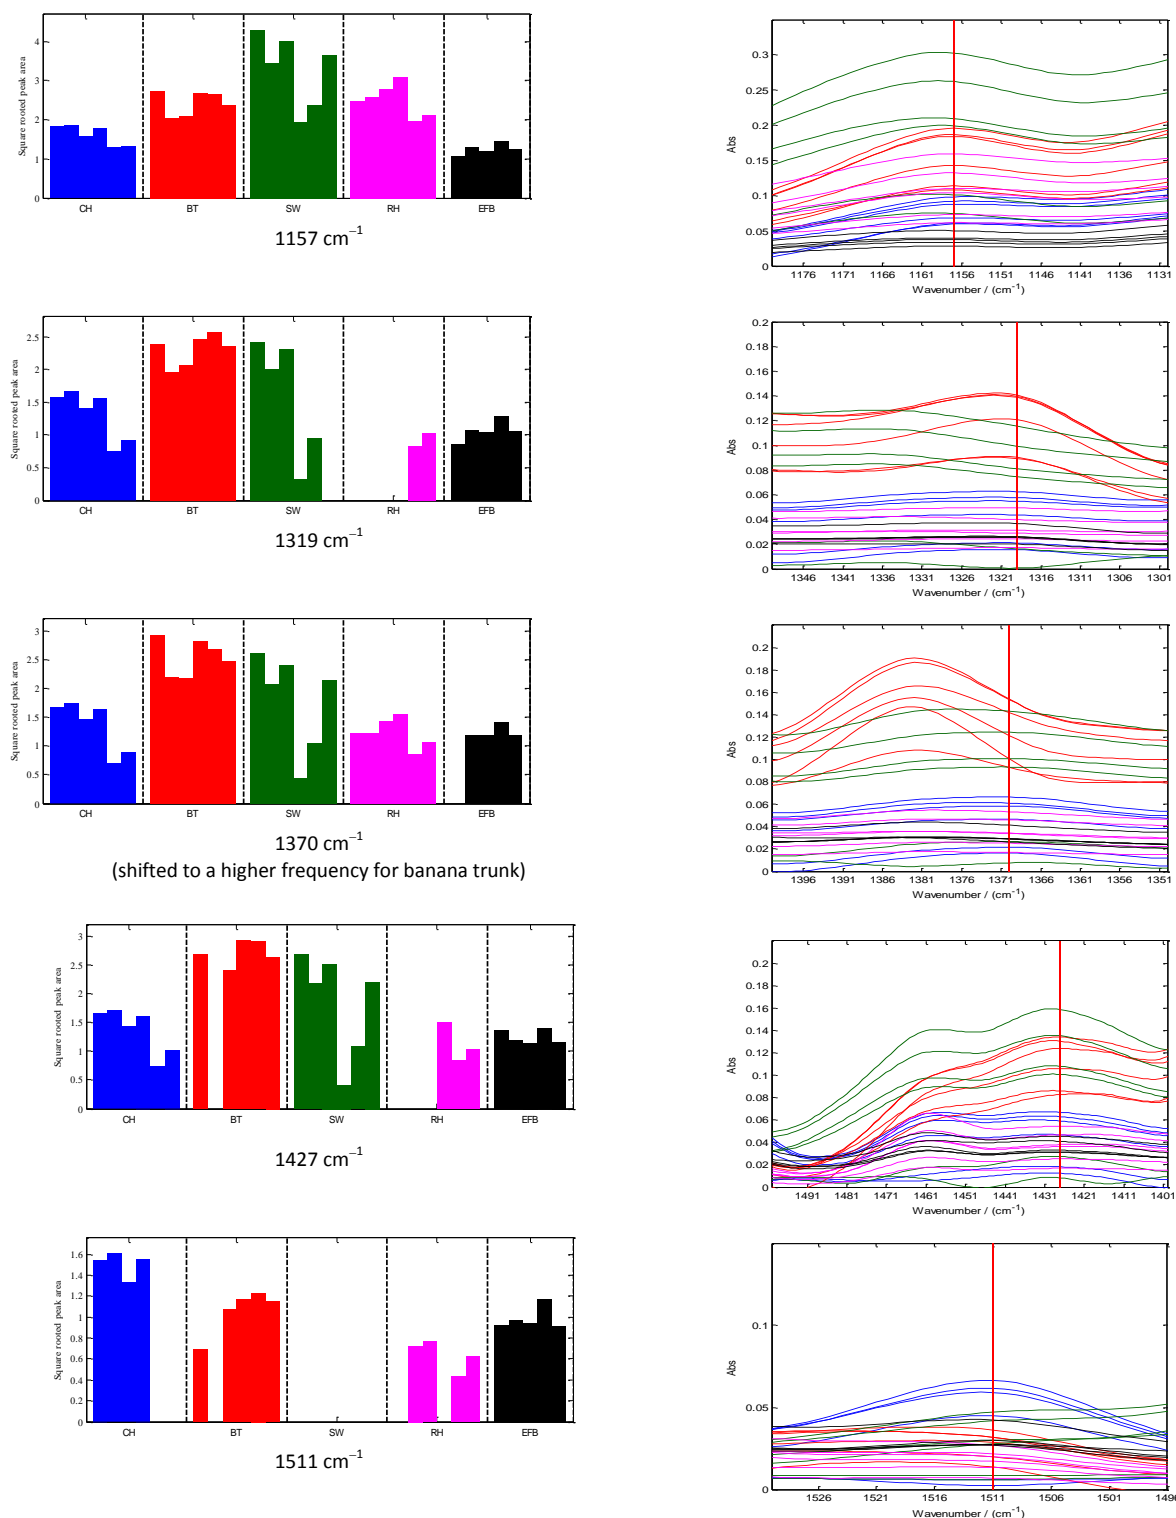 Square rooted peak area
4
3
2
1
0
CH BT SW RH EFB
1157 cm⁻¹
Abs
0.3
0.25
0.2
0.15
0.1
0.05
0
1176 1171 1166 1161 1156 1151 1146 1141 1136 1131
Wavenumber / (cm⁻¹)
Square rooted peak area
2.5
2
1.5
1
0.5
0
CH BT SW RH EFB
1319 cm⁻¹
Abs
0.2
0.18
0.16
0.14
0.12
0.1
0.08
0.06
0.04
0.02
0
1346 1341 1336 1331 1326 1321 1316 1311 1306 1301
Wavenumber / (cm⁻¹)
Square rooted peak area
3
2.5
2
1.5
1
0.5
0
CH BT SW RH EFB
1370 cm⁻¹
(shifted to a higher frequency for banana trunk)
Abs
0.2
0.18
0.16
0.14
0.12
0.1
0.08
0.06
0.04
0.02
0
1396 1391 1386 1381 1376 1371 1366 1361 1356 1351
Wavenumber / (cm⁻¹)
Square rooted peak area
3
2.5
2
1.5
1
0.5
0
CH BT SW RH EFB
1427 cm⁻¹
Abs
0.2
0.18
0.16
0.14
0.12
0.1
0.08
0.06
0.04
0.02
0
1491 1481 1471 1461 1451 1441 1431 1421 1411 1401
Wavenumber / (cm⁻¹)
Square rooted peak area
1.6
1.4
1.2
1
0.8
0.6
0.4
0.2
0
CH BT SW RH EFB
1511 cm⁻¹
Abs
0.1
0.05
0
1526 1521 1516 1511 1506 1501 1496
Wavenumber / (cm⁻¹)